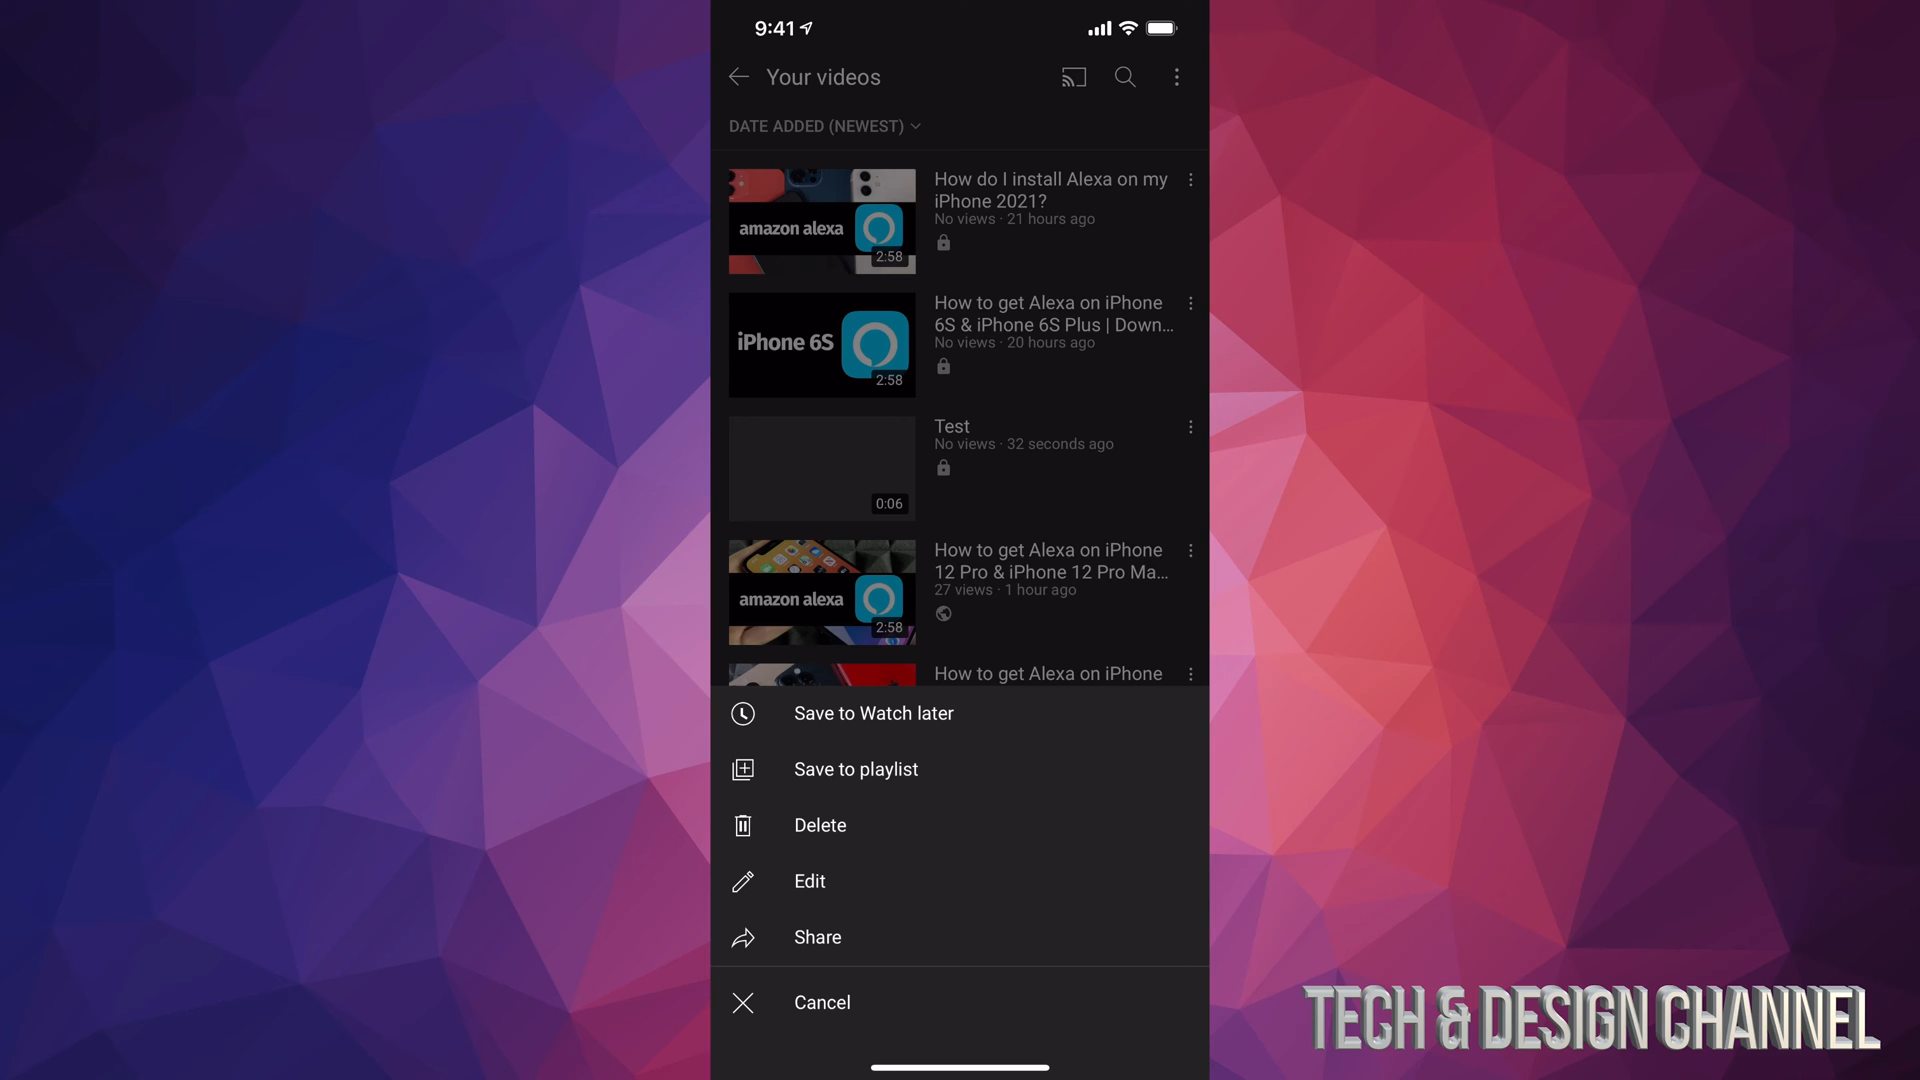 9:41
Your videos
DATE ADDED (NEWEST)
amazon alexa
2:58
How do I install Alexa on my
iPhone 2021?
No views · 21 hours ago
iPhone 6S
2:58
How to get Alexa on iPhone
6S & iPhone 6S Plus | Down...
No views · 20 hours ago
0:06
Test
No views · 32 seconds ago
amazon alexa
2:58
How to get Alexa on iPhone
12 Pro & iPhone 12 Pro Ma...
27 views · 1 hour ago
How to get Alexa on iPhone
Save to Watch later
Save to playlist
Delete
Edit
Share
Cancel
TECH & DESIGN CHANNEL